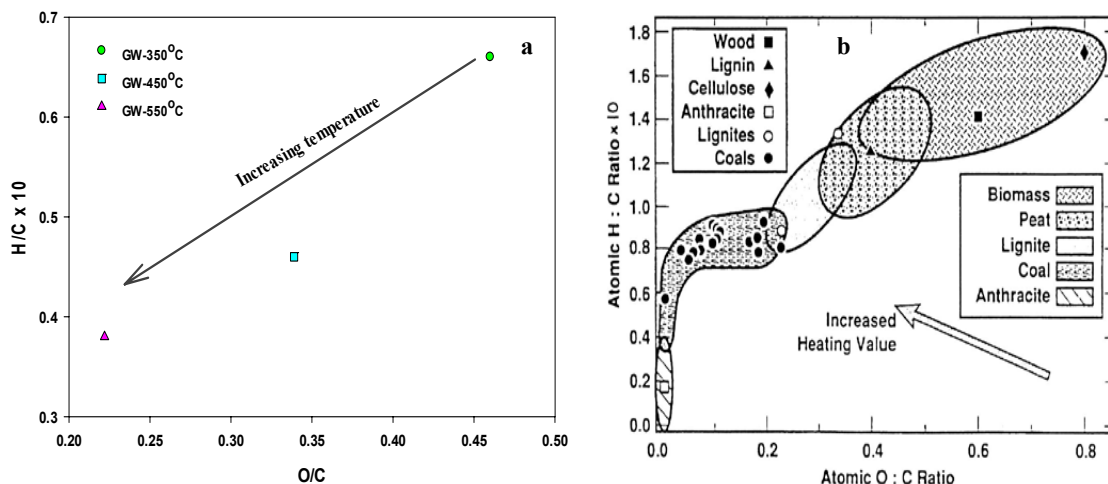 a
GW-350°C
GW-450°C
GW-550°C
Increasing temperature
H/C x 10
0.7
0.6
0.5
0.4
0.3
0.20
0.25
0.30
0.35
0.40
0.45
0.50
O/C
b
Wood
Lignin
Cellulose
Anthracite
Lignites
Coals
Biomass
Peat
Lignite
Coal
Anthracite
Increased
Heating Value
Atomic H : C Ratio x 10
1.8
1.6
1.4
1.2
1.0
0.8
0.6
0.4
0.2
0.0
0.0
0.2
0.4
0.6
0.8
Atomic O : C Ratio